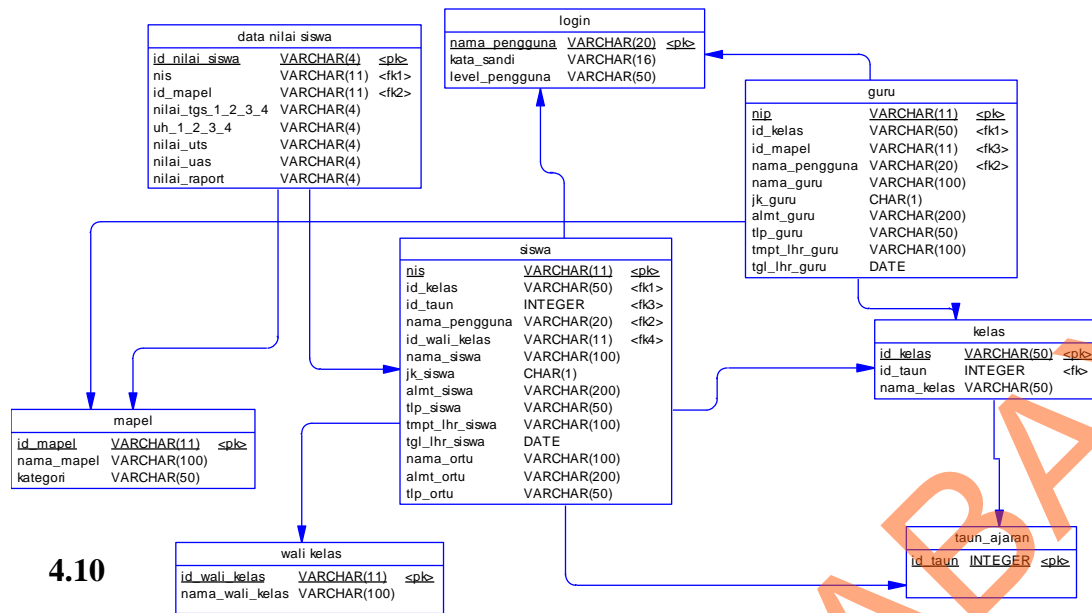 login
nama_pengguna VARCHAR(20) <pk>
kata_sandi VARCHAR(16)
level_pengguna VARCHAR(50)
data nilai siswa
id_nilai_siswa VARCHAR(4) <pk>
nis VARCHAR(11) <fk1>
id_mapel VARCHAR(11) <fk2>
nilai_tgs_1_2_3_4 VARCHAR(4)
uh_1_2_3_4 VARCHAR(4)
nilai_uts VARCHAR(4)
nilai_uas VARCHAR(4)
nilai_raport VARCHAR(4)
guru
nip VARCHAR(11) <pk>
id_kelas VARCHAR(50) <fk1>
id_mapel VARCHAR(11) <fk3>
nama_pengguna VARCHAR(20) <fk2>
nama_guru VARCHAR(100)
jk_guru CHAR(1)
almt_guru VARCHAR(200)
tlp_guru VARCHAR(50)
tmpt_lhr_guru VARCHAR(100)
tgl_lhr_guru DATE
siswa
nis VARCHAR(11) <pk>
id_kelas VARCHAR(50) <fk1>
id_taun INTEGER <fk3>
nama_pengguna VARCHAR(20) <fk2>
id_wali_kelas VARCHAR(11) <fk4>
nama_siswa VARCHAR(100)
jk_siswa CHAR(1)
almt_siswa VARCHAR(200)
tlp_siswa VARCHAR(50)
tmpt_lhr_siswa VARCHAR(100)
tgl_lhr_siswa DATE
nama_ortu VARCHAR(100)
almt_ortu VARCHAR(200)
tlp_ortu VARCHAR(50)
kelas
id_kelas VARCHAR(50) <pk>
id_taun INTEGER <fk>
nama_kelas VARCHAR(50)
mapel
id_mapel VARCHAR(11) <pk>
nama_mapel VARCHAR(100)
kategori VARCHAR(50)
taun_ajaran
id_taun INTEGER <pk>
wali kelas
id_wali_kelas VARCHAR(11) <pk>
nama_wali_kelas VARCHAR(100)
4.10